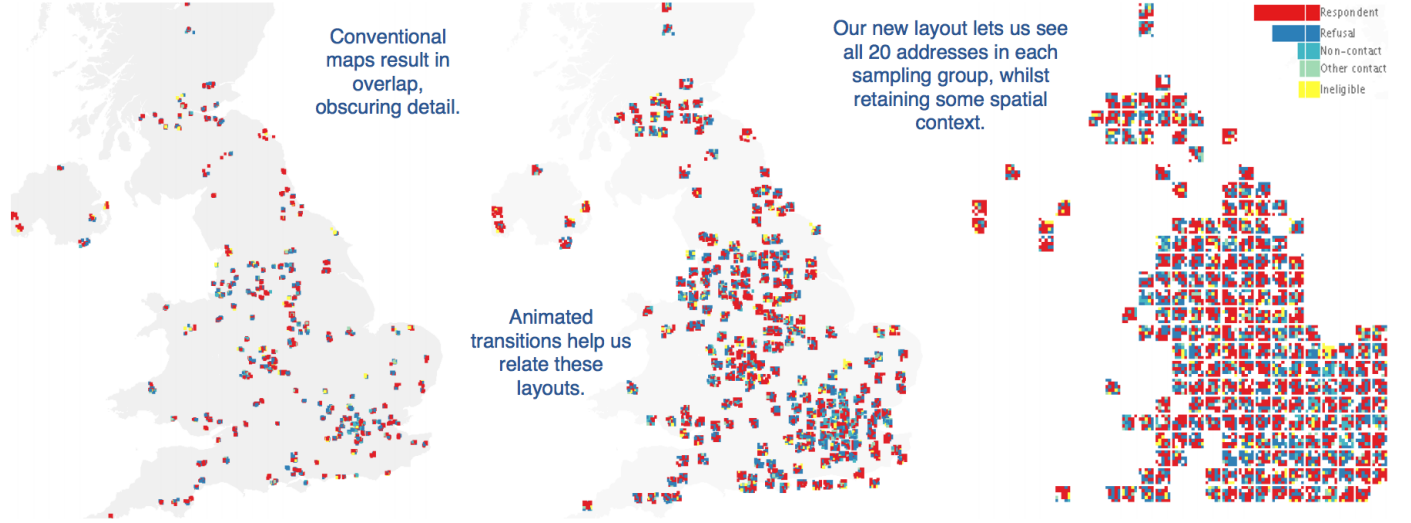 Conventional
maps result in
overlap,
obscuring detail.
Animated
transitions help us
relate these
layouts.
Our new layout lets us see
all 20 addresses in each
sampling group, whilst
retaining some spatial
context.
Respondent
Refusal
Non-contact
Other contact
Ineligible